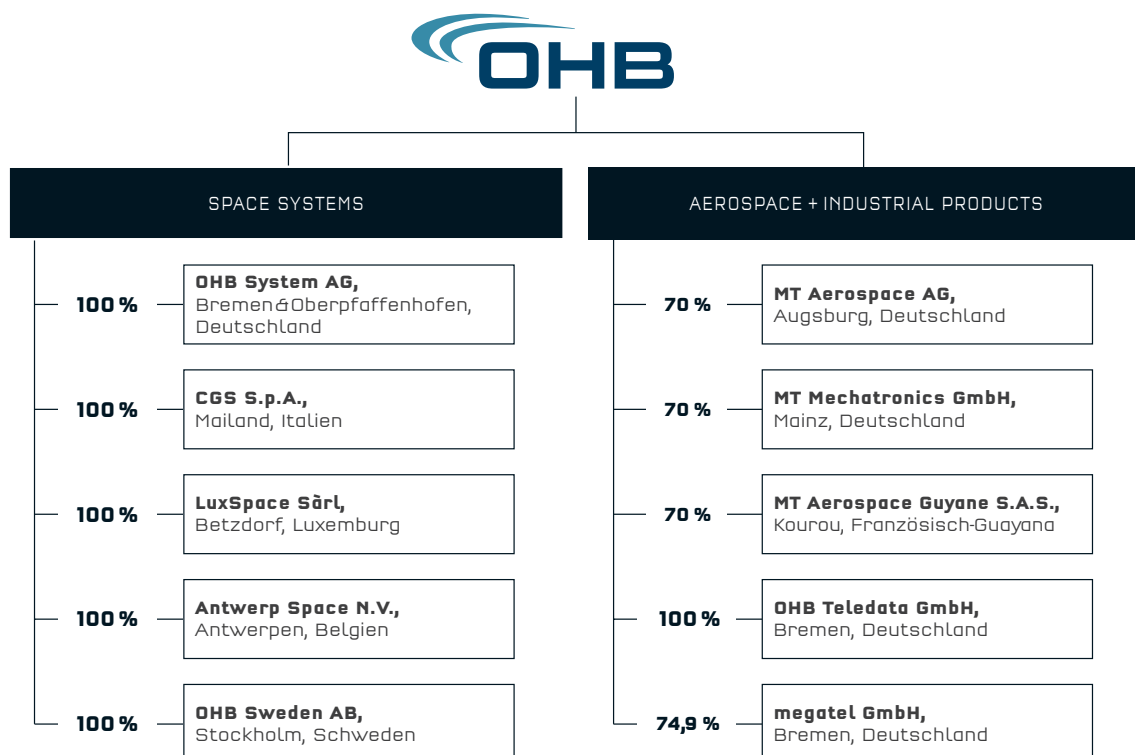 OHB
SPACE SYSTEMS
100 %
OHB System AG,
Bremen&Oberpfaffenhofen,
Deutschland
100 %
CGS S.p.A.,
Mailand, Italien
100 %
LuxSpace Sàrl,
Betzdorf, Luxemburg
100 %
Antwerp Space N.V.,
Antwerpen, Belgien
100 %
OHB Sweden AB,
Stockholm, Schweden
AEROSPACE + INDUSTRIAL PRODUCTS
70 %
MT Aerospace AG,
Augsburg, Deutschland
70 %
MT Mechatronics GmbH,
Mainz, Deutschland
70 %
MT Aerospace Guyane S.A.S.,
Kourou, Französisch-Guayana
100 %
OHB Teledata GmbH,
Bremen, Deutschland
74,9 %
megatel GmbH,
Bremen, Deutschland